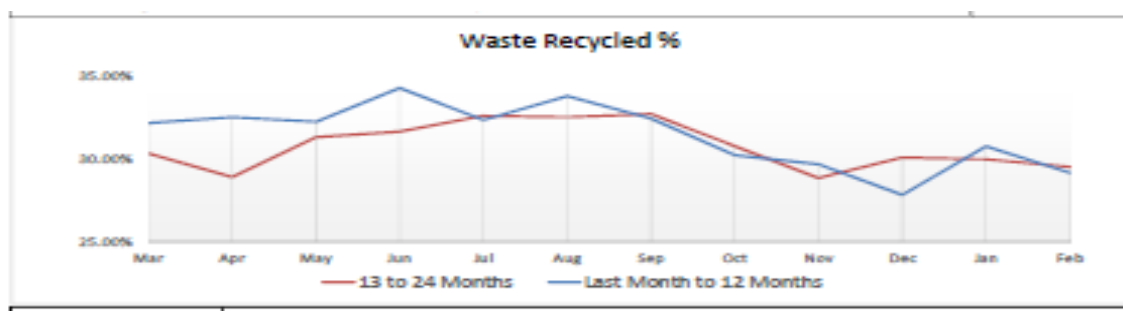 Waste Recycled %
35.00%
30.00%
25.00%
Mar Apr May Jun Jul Aug Sep Oct Nov Dec Jan Feb
13 to 24 Months Last Month to 12 Months